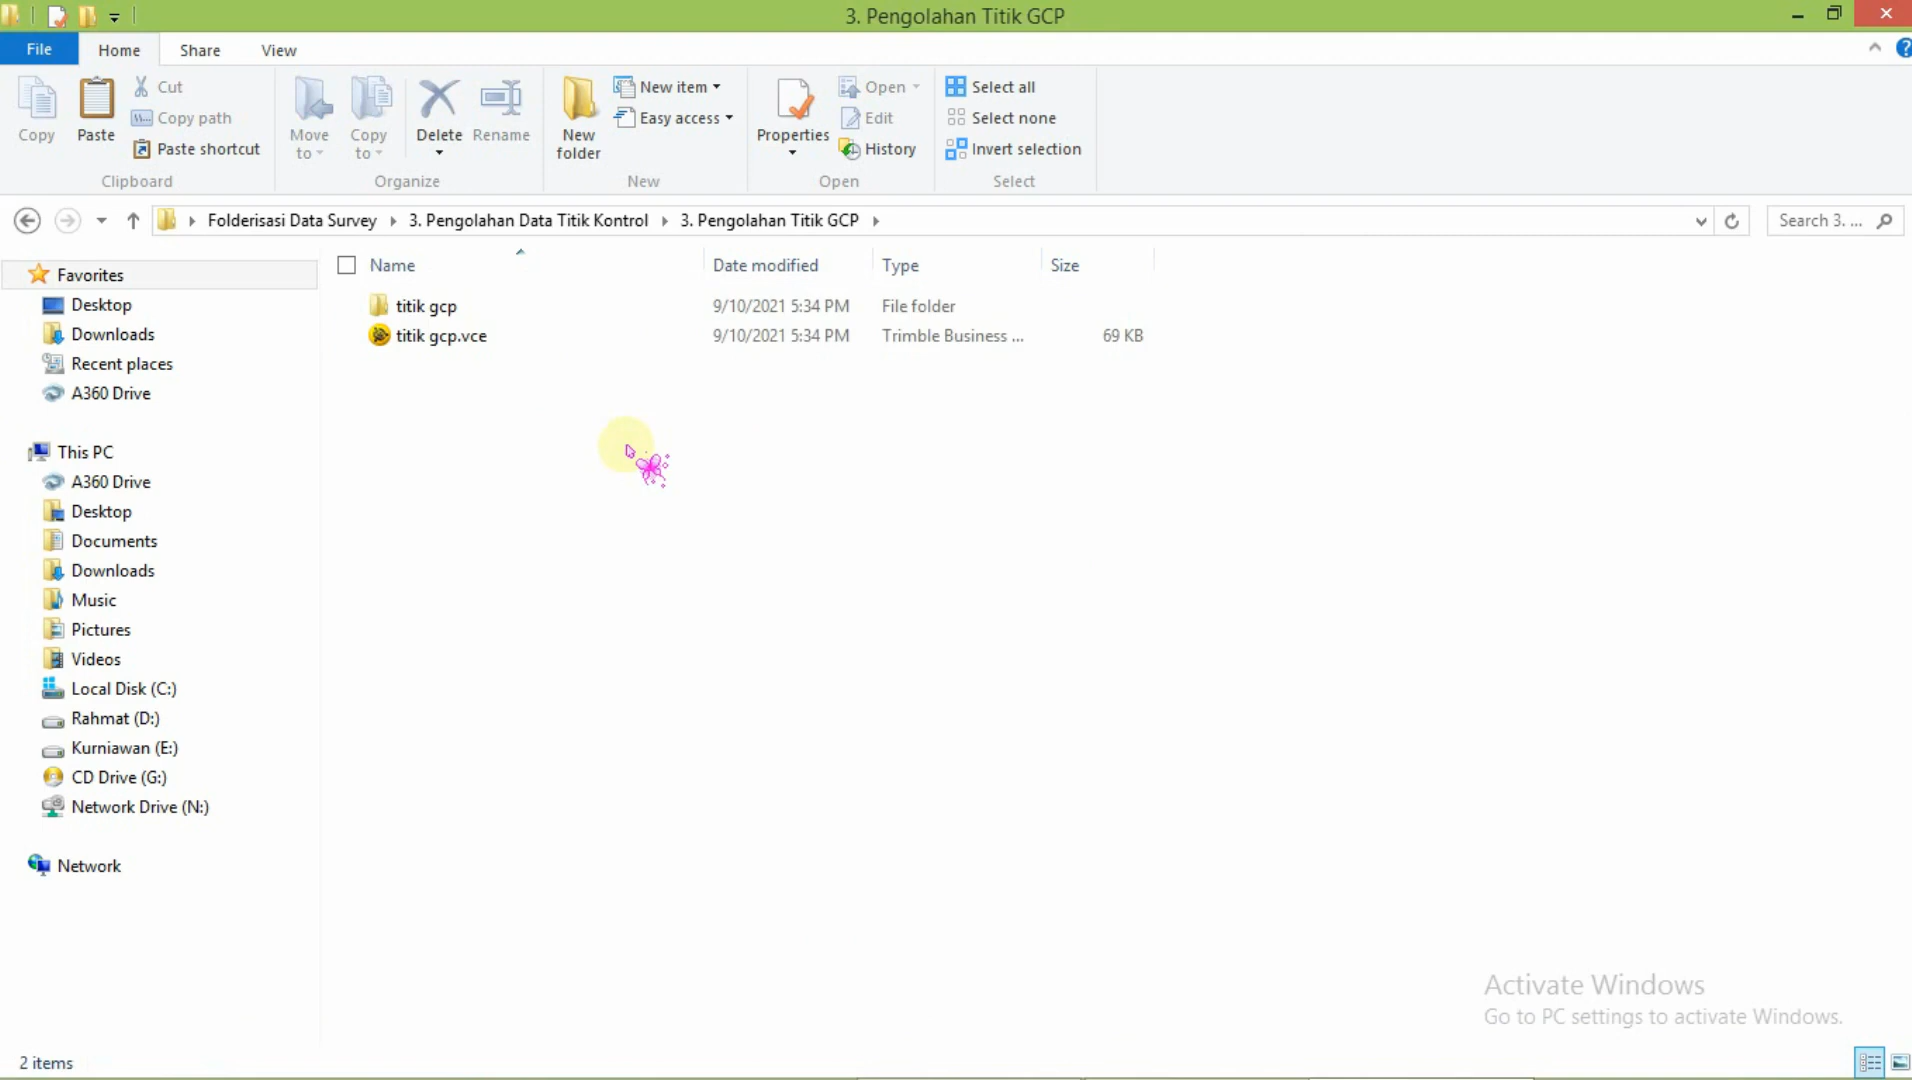 3. Pengolahan Titik GCP
File Home Share View
Copy
Paste
Cut
Copy path
Paste shortcut
Clipboard
Move to
Copy to
Delete
Rename
Organize
New folder
New item
Easy access
New
Properties
Open
Edit
History
Open
Select all
Select none
Invert selection
Select
Folderisasi Data Survey 3. Pengolahan Data Titik Kontrol 3. Pengolahan Titik GCP
Search 3. ...
Name Date modified Type Size
titik gcp 9/10/2021 5:34 PM File folder
titik gcp.vce 9/10/2021 5:34 PM Trimble Business ... 69 KB
Favorites
Desktop
Downloads
Recent places
A360 Drive
This PC
A360 Drive
Desktop
Documents
Downloads
Music
Pictures
Videos
Local Disk (C:)
Rahmat (D:)
Kurniawan (E:)
CD Drive (G:)
Network Drive (N:)
Network
Activate Windows
Go to PC settings to activate Windows.
2 items